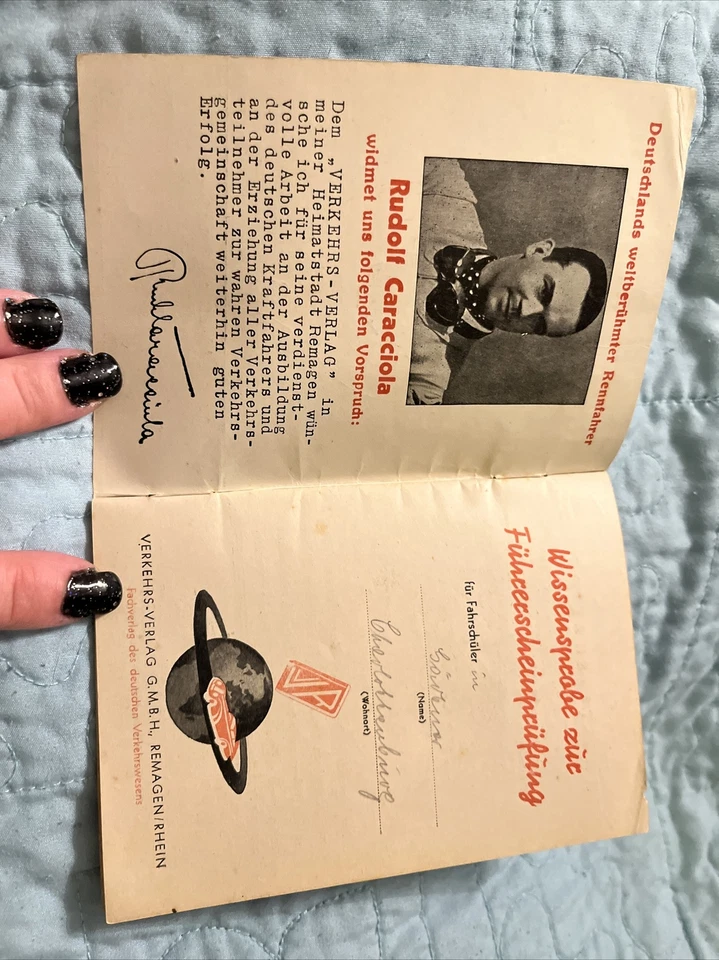 Deutschlands weltberühmter Rennfahrer
Rudolf Caracciola
widmet uns folgenden Vorspruch:
Dem „VERKEHRS-VERLAG” in
meiner Heimatstadt Remagen wün-
sche ich für seine verdienst-
volle Arbeit an der Ausbildung
des deutschen Kraftfahrers und
an der Erziehung aller Verkehrs-
teilnehmer zur wahren Verkehrs-
gemeinschaft weiterhin guten
Erfolg.
Wissensprobe zur
Führerscheinprüfung
für Fahrschüler in
(Name)
Charlottenburg
(Wohnort)
VERKEHRS-VERLAG G.M.B.H., REMAGEN/RHEIN
Fachverlag des deutschen Verkehrswesens